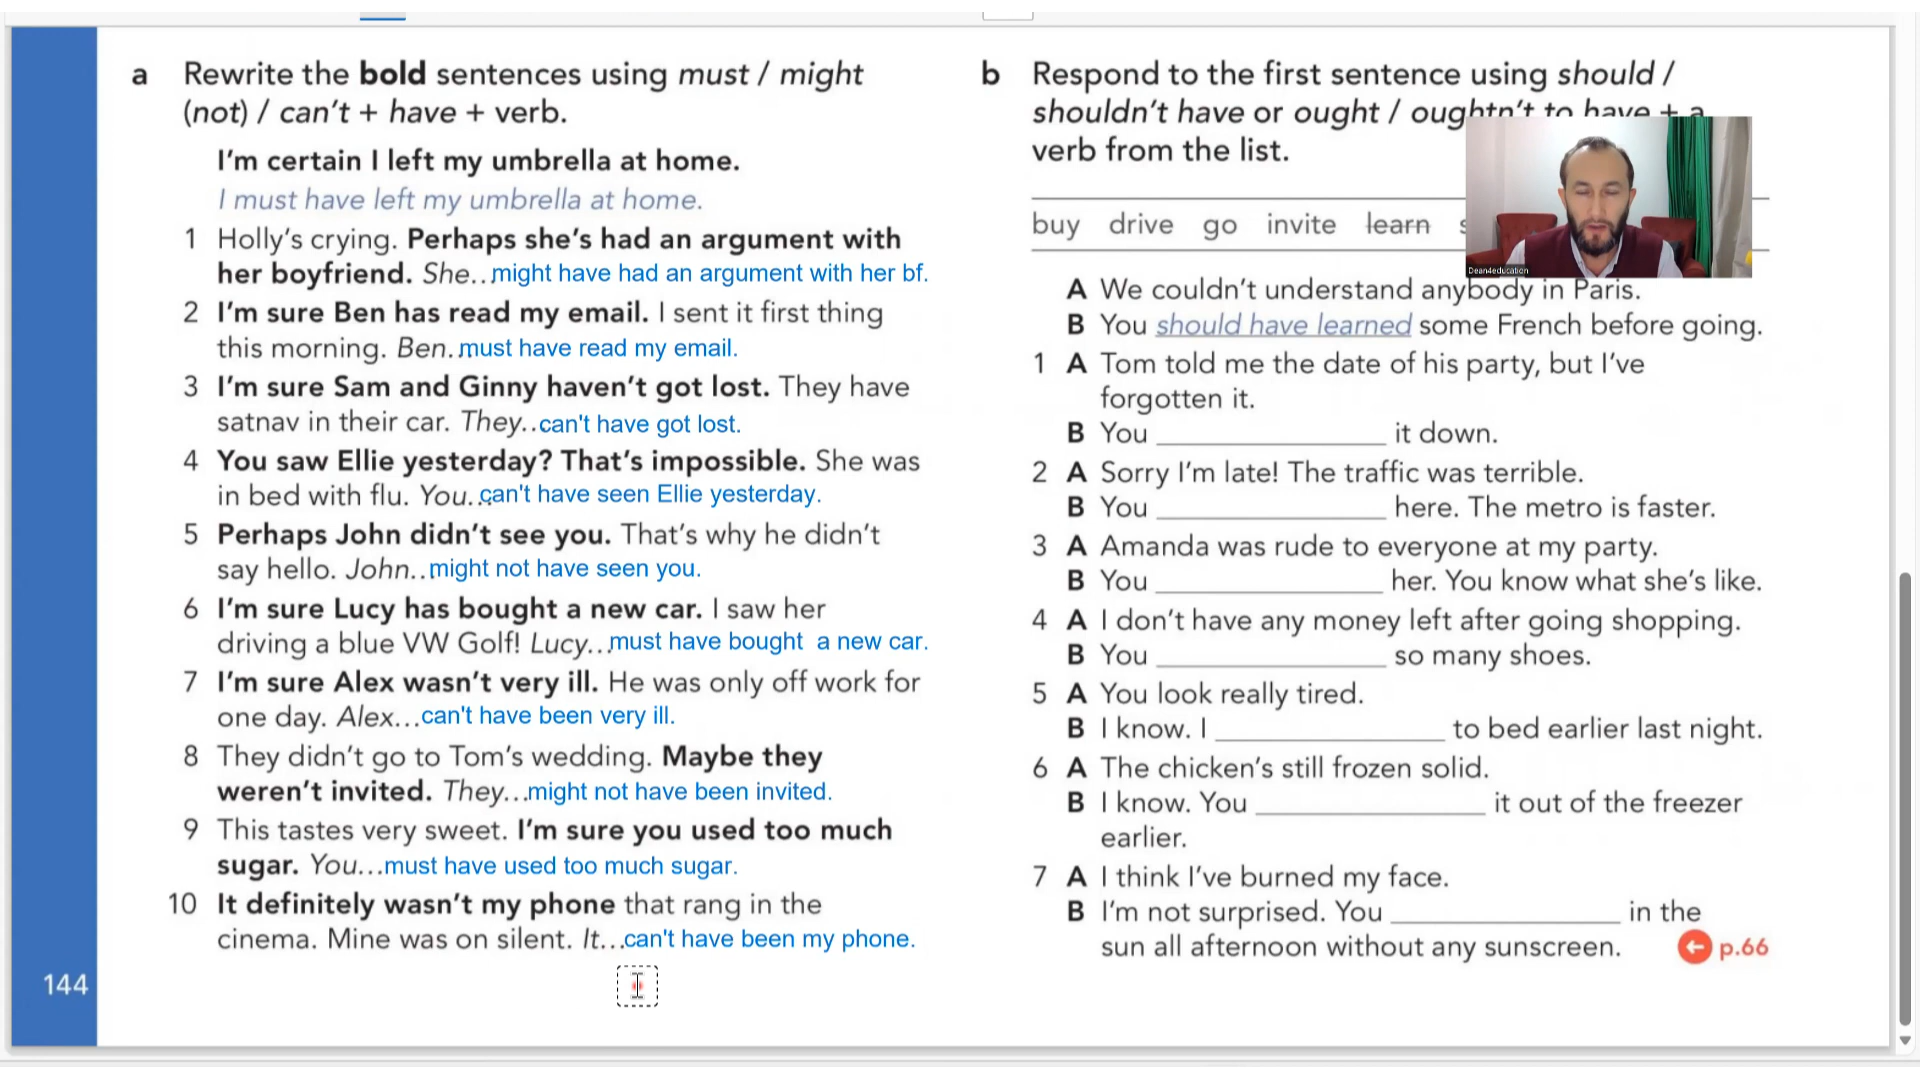 a Rewrite the bold sentences using must / might
(not) / can't + have + verb.
I'm certain I left my umbrella at home.
I must have left my umbrella at home.
1 Holly's crying. Perhaps she's had an argument with
her boyfriend. She...might have had an argument with her bf.
2 I'm sure Ben has read my email. I sent it first thing
this morning. Ben..must have read my email.
3 I'm sure Sam and Ginny haven't got lost. They have
satnav in their car. They...can't have got lost.
4 You saw Ellie yesterday? That's impossible. She was
in bed with flu. You...can't have seen Ellie yesterday.
5 Perhaps John didn't see you. That's why he didn't
say hello. John...might not have seen you.
6 I'm sure Lucy has bought a new car. I saw her
driving a blue VW Golf! Lucy...must have bought a new car.
7 I'm sure Alex wasn't very ill. He was only off work for
one day. Alex...can't have been very ill.
8 They didn't go to Tom's wedding. Maybe they
weren't invited. They...might not have been invited.
9 This tastes very sweet. I'm sure you used too much
sugar. You...must have used too much sugar.
10 It definitely wasn't my phone that rang in the
cinema. Mine was on silent. It...can't have been my phone.
144
b Respond to the first sentence using should /
shouldn't have or ought / oughtn't to have + a
verb from the list.
buy drive go invite learn
Dean4education
A We couldn't understand anybody in Paris.
B You should have learned some French before going.
1 A Tom told me the date of his party, but I've
forgotten it.
B You ____________ it down.
2 A Sorry I'm late! The traffic was terrible.
B You ____________ here. The metro is faster.
3 A Amanda was rude to everyone at my party.
B You ____________ her. You know what she's like.
4 A I don't have any money left after going shopping.
B You ____________ so many shoes.
5 A You look really tired.
B I know. I ____________ to bed earlier last night.
6 A The chicken's still frozen solid.
B I know. You ____________ it out of the freezer
earlier.
7 A I think I've burned my face.
B I'm not surprised. You ____________ in the
sun all afternoon without any sunscreen.
p.66